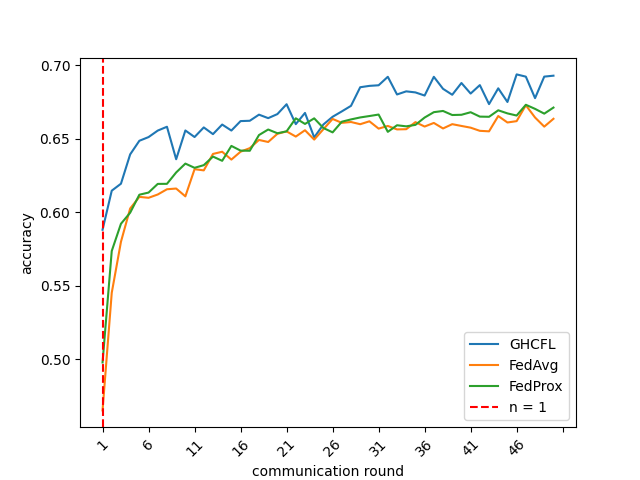 0.70
0.65
0.60
0.55
0.50
accuracy
GHCFL
FedAvg
FedProx
n = 1
1
6
11
16
21
26
31
36
41
46
communication round